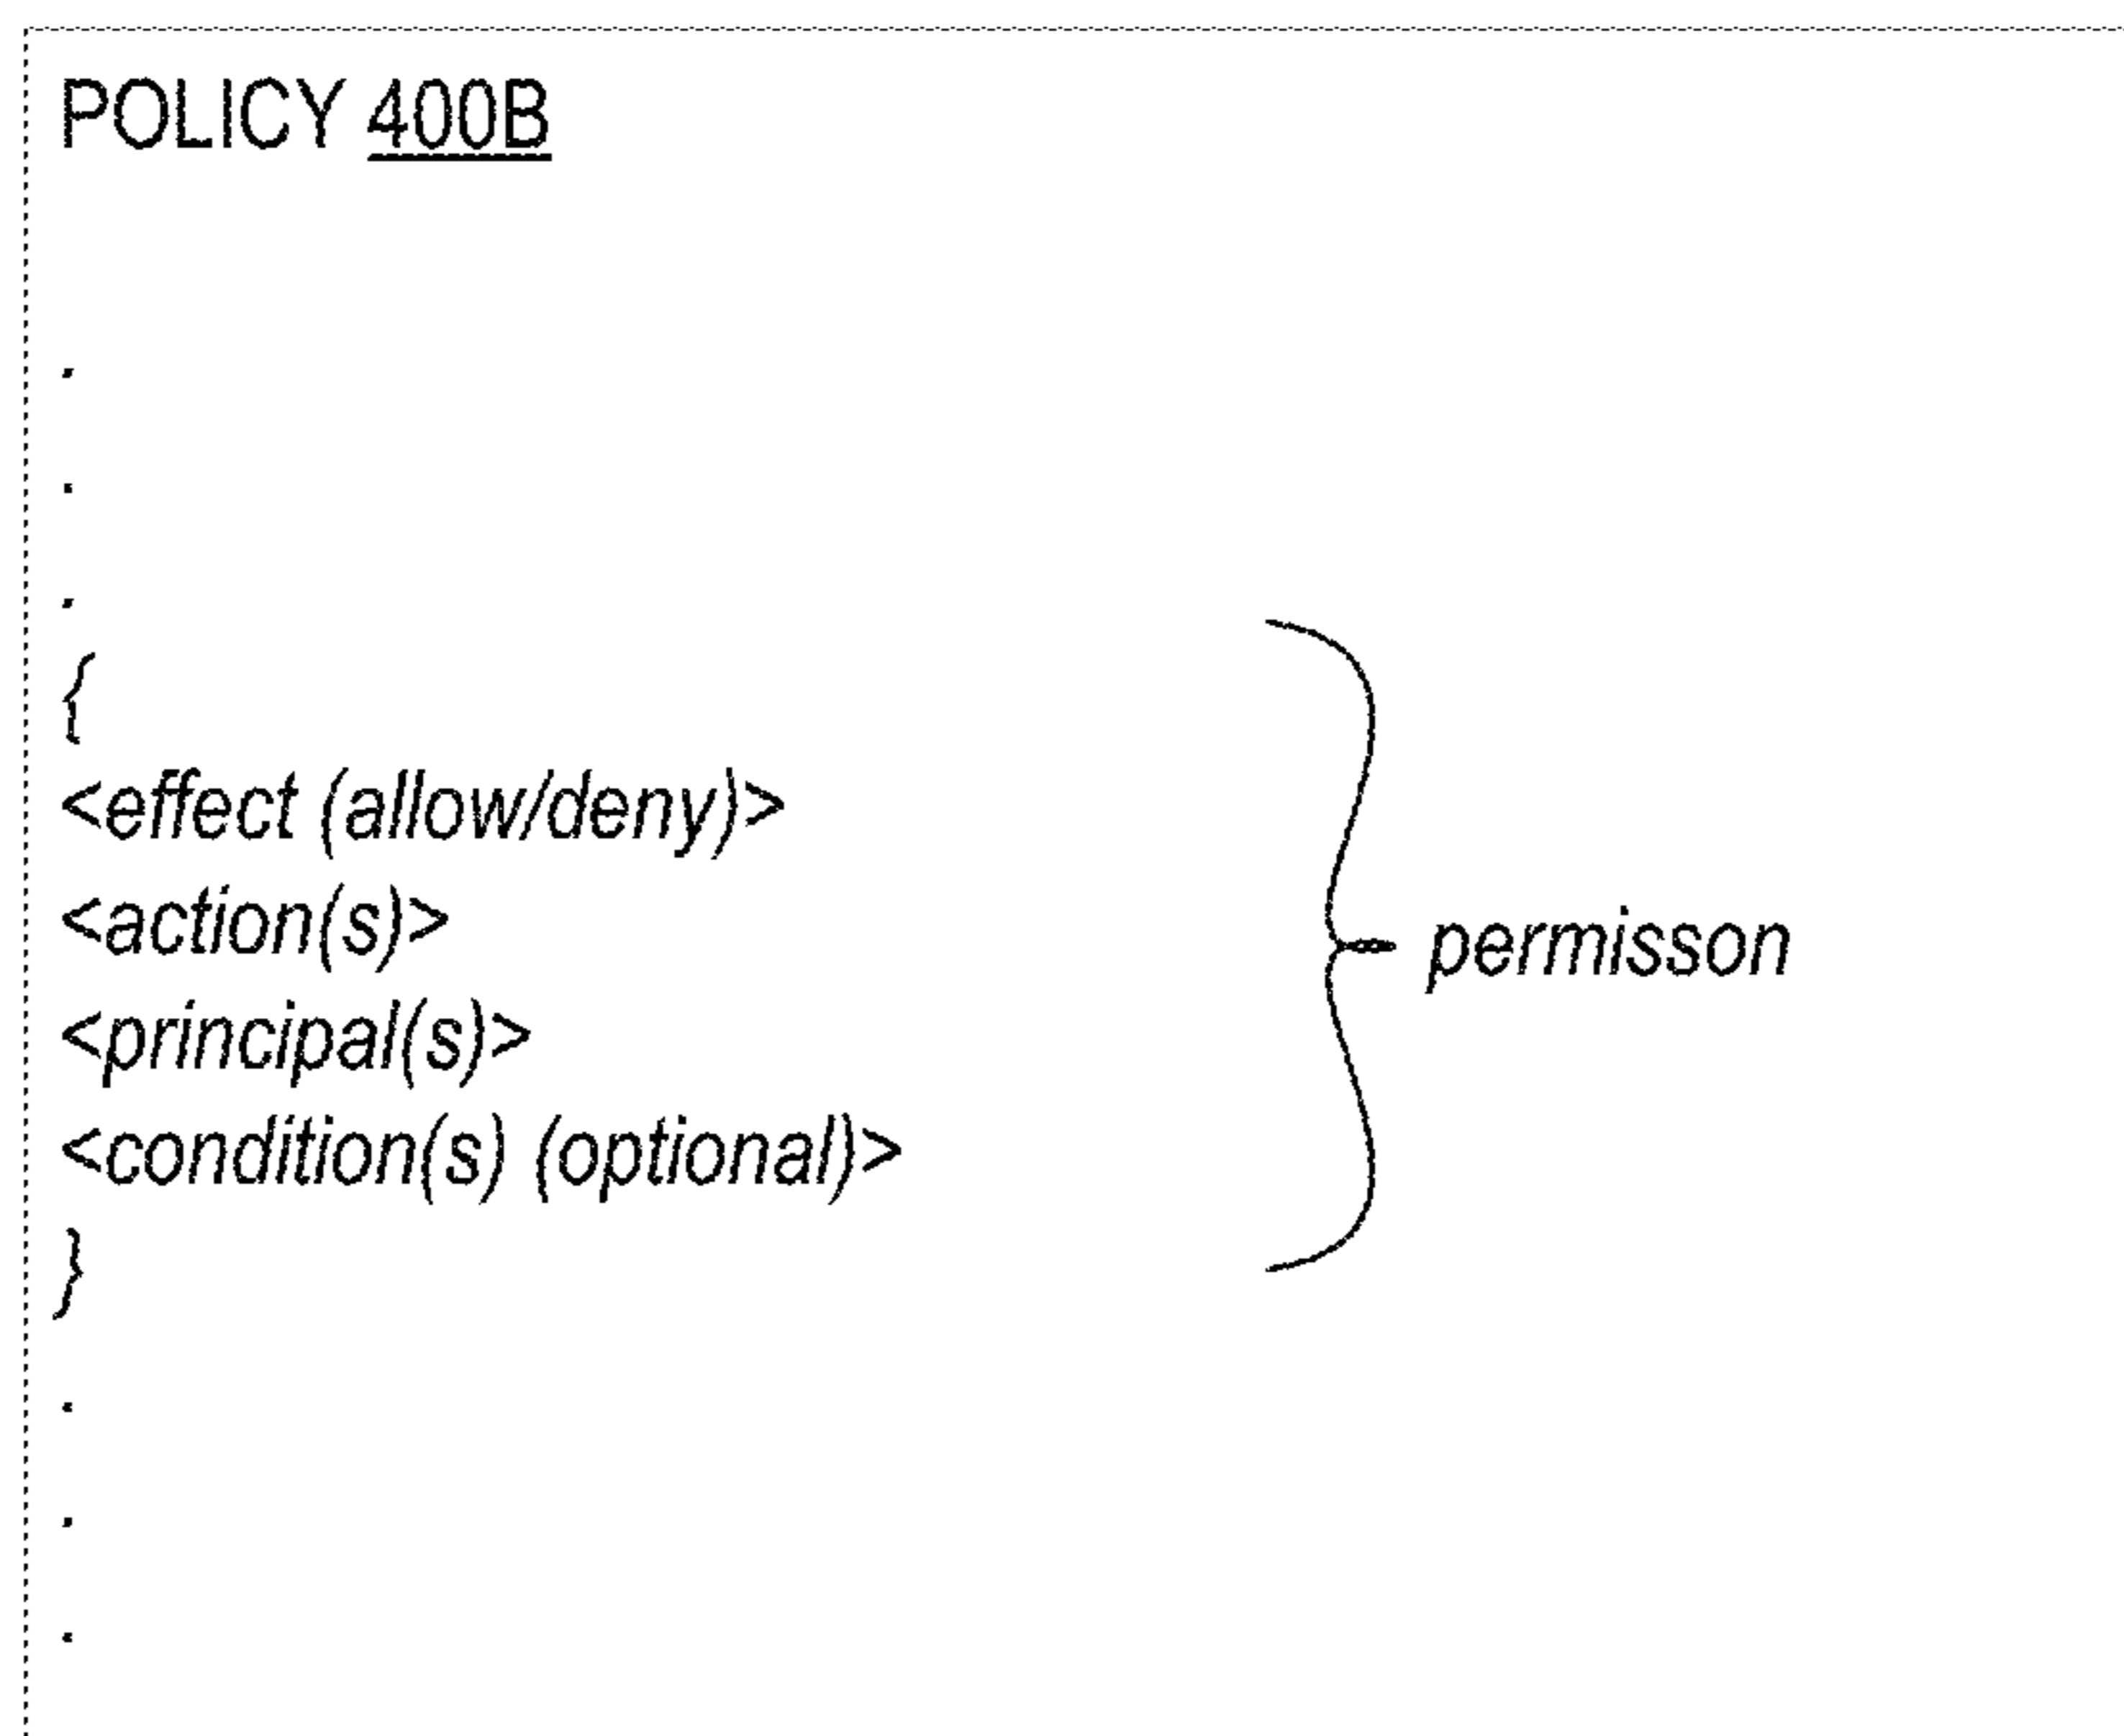 POLICY 400B
.
.
.
{
<effect (allow/deny)>
<action(s)>
<principal(s)>
permisson
<condition(s) (optional)>
}
.
.
.